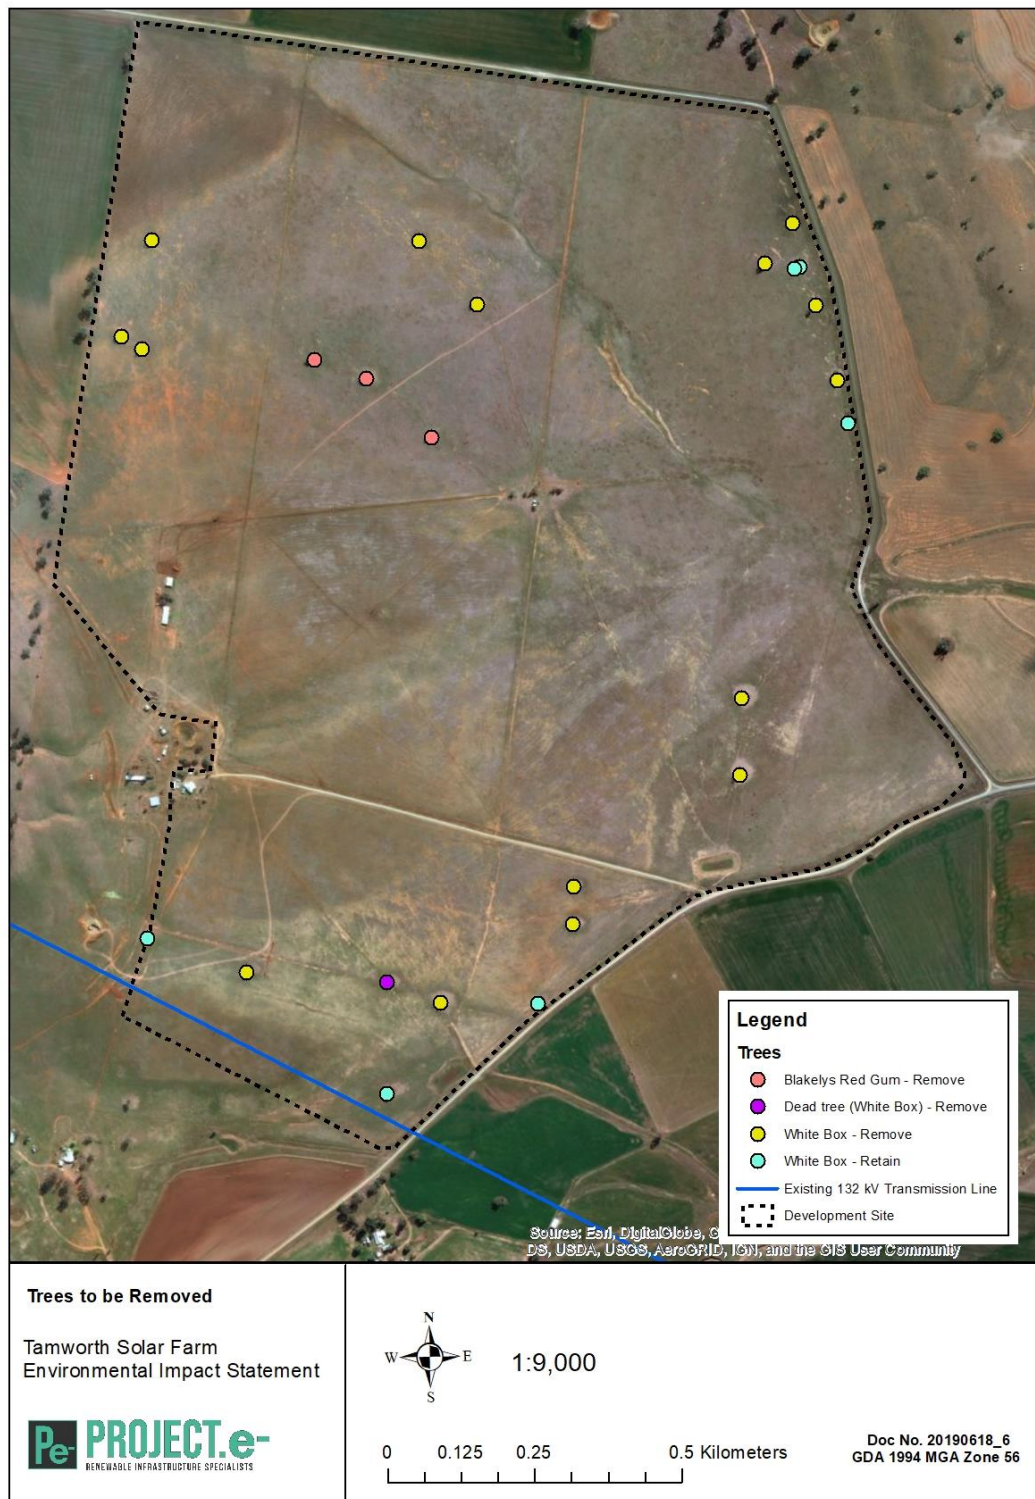 Legend
Trees
Blakelys Red Gum - Remove
Dead tree (White Box) - Remove
White Box - Remove
White Box - Retain
Existing 132 kV Transmission Line
Development Site
Source: Esri, DigitalGlobe, G
DS, USDA, USGS, AeroGRID, IGN, and the GIS User Community
Trees to be Removed
Tamworth Solar Farm
Environmental Impact Statement
Pe- PROJECT.e-
RENEWABLE INFRASTRUCTURE SPECIALISTS
N
W E
S
1:9,000
0 0.125 0.25 0.5 Kilometers
Doc No. 20190618_6
GDA 1994 MGA Zone 56